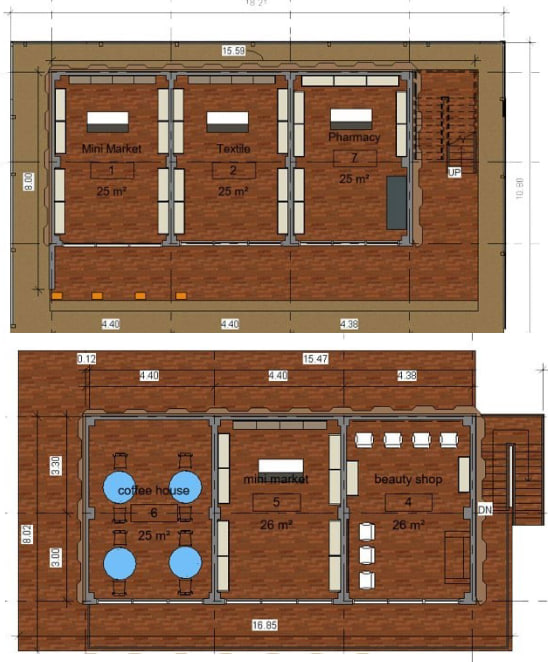 18.21
15.59
Mini Market
1
25 m²
Textile
2
25 m²
Pharmacy
7
25 m²
UP
8.00
10.80
4.40
4.40
4.38
0.12
15.47
4.40
4.40
4.38
coffee house
6
25 m²
mini market
5
26 m²
beauty shop
4
26 m²
DN
3.30
8.02
3.00
16.85